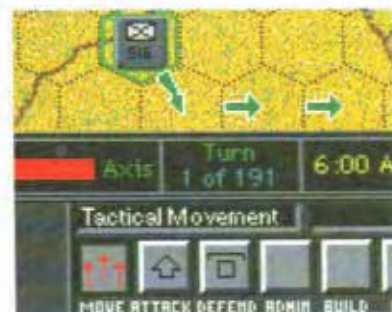 Axis Turn
1 of 191 6:00 A
Tactical Movement
MOVE ATTACK DEFEND ADMIN BUILD